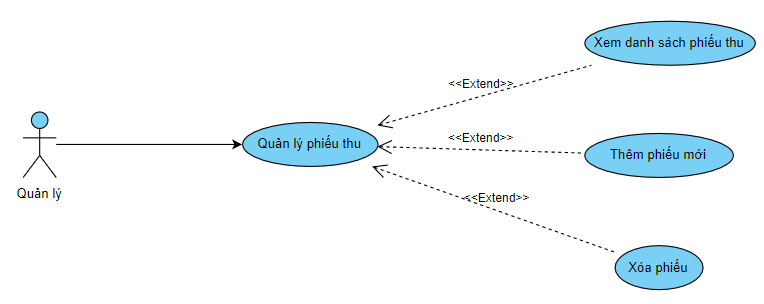 Xem danh sách phiếu thu
<<Extend>>
Quản lý phiếu thu
<<Extend>>
Thêm phiếu mới
Quản lý
<<Extend>>
Xóa phiếu